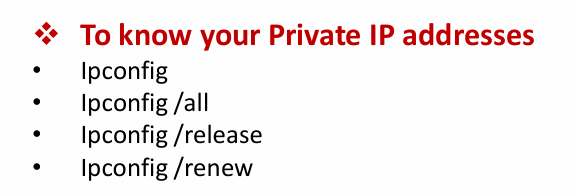 ❖ To know your Private IP addresses
• Ipconfig
• Ipconfig /all
• Ipconfig /release
• Ipconfig /renew